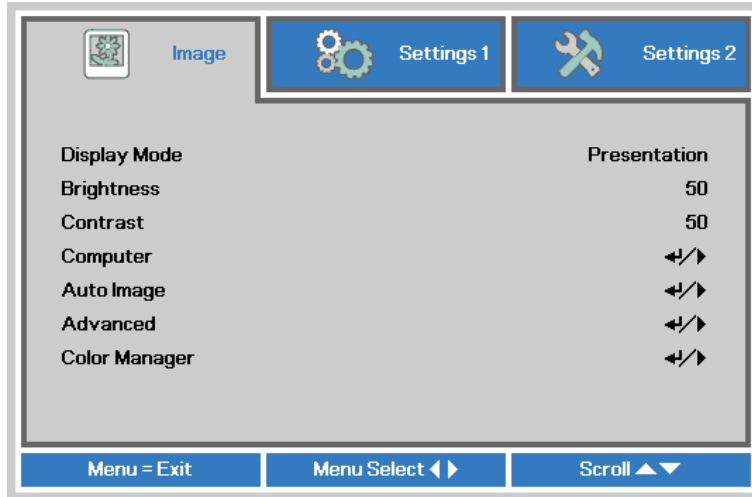 Image Settings 1 Settings 2
Display Mode Presentation
Brightness 50
Contrast 50
Computer ↵/▶
Auto Image ↵/▶
Advanced ↵/▶
Color Manager ↵/▶
Menu = Exit Menu Select ◀▶ Scroll ▲▼